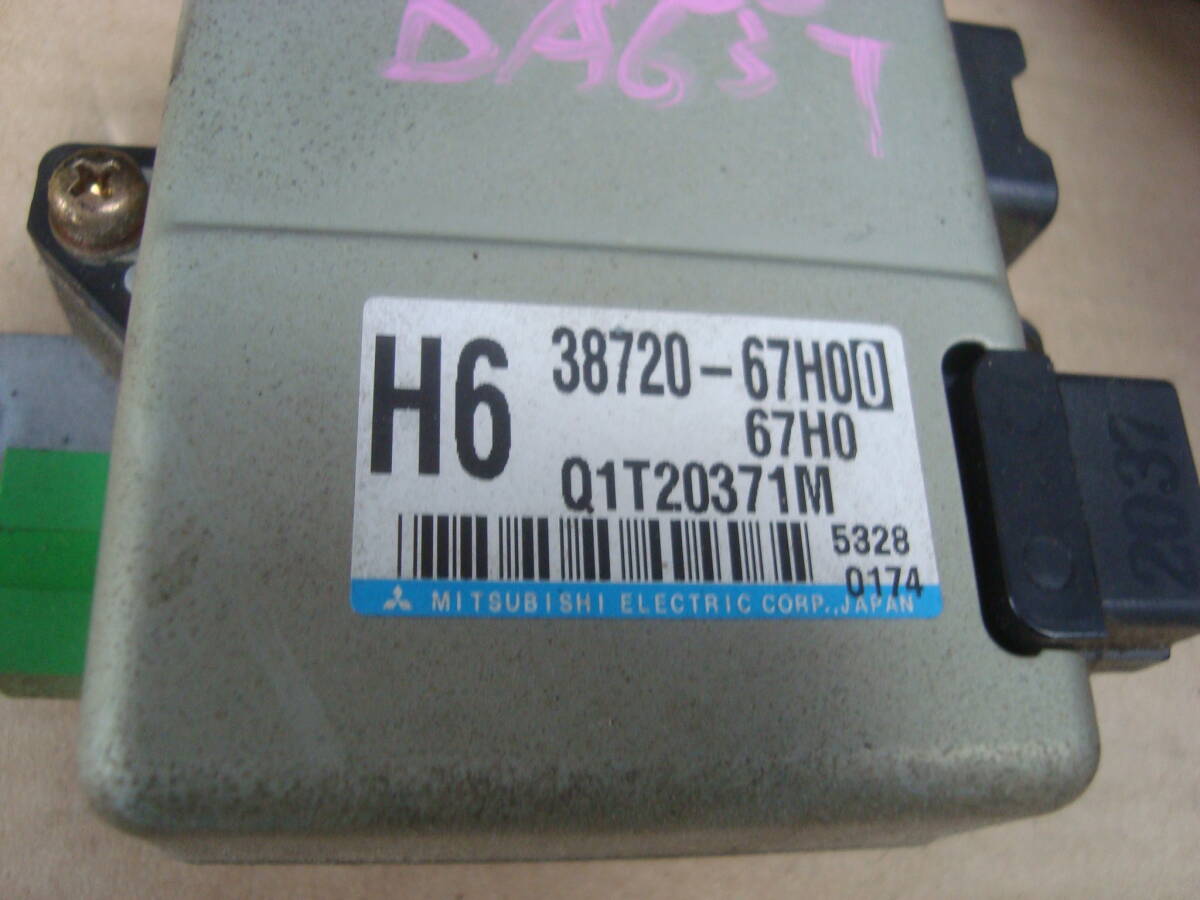 DA63T
H6
38720-67H00
67H0
Q1T20371M
5328
0174
MITSUBISHI ELECTRIC CORP., JAPAN
2037